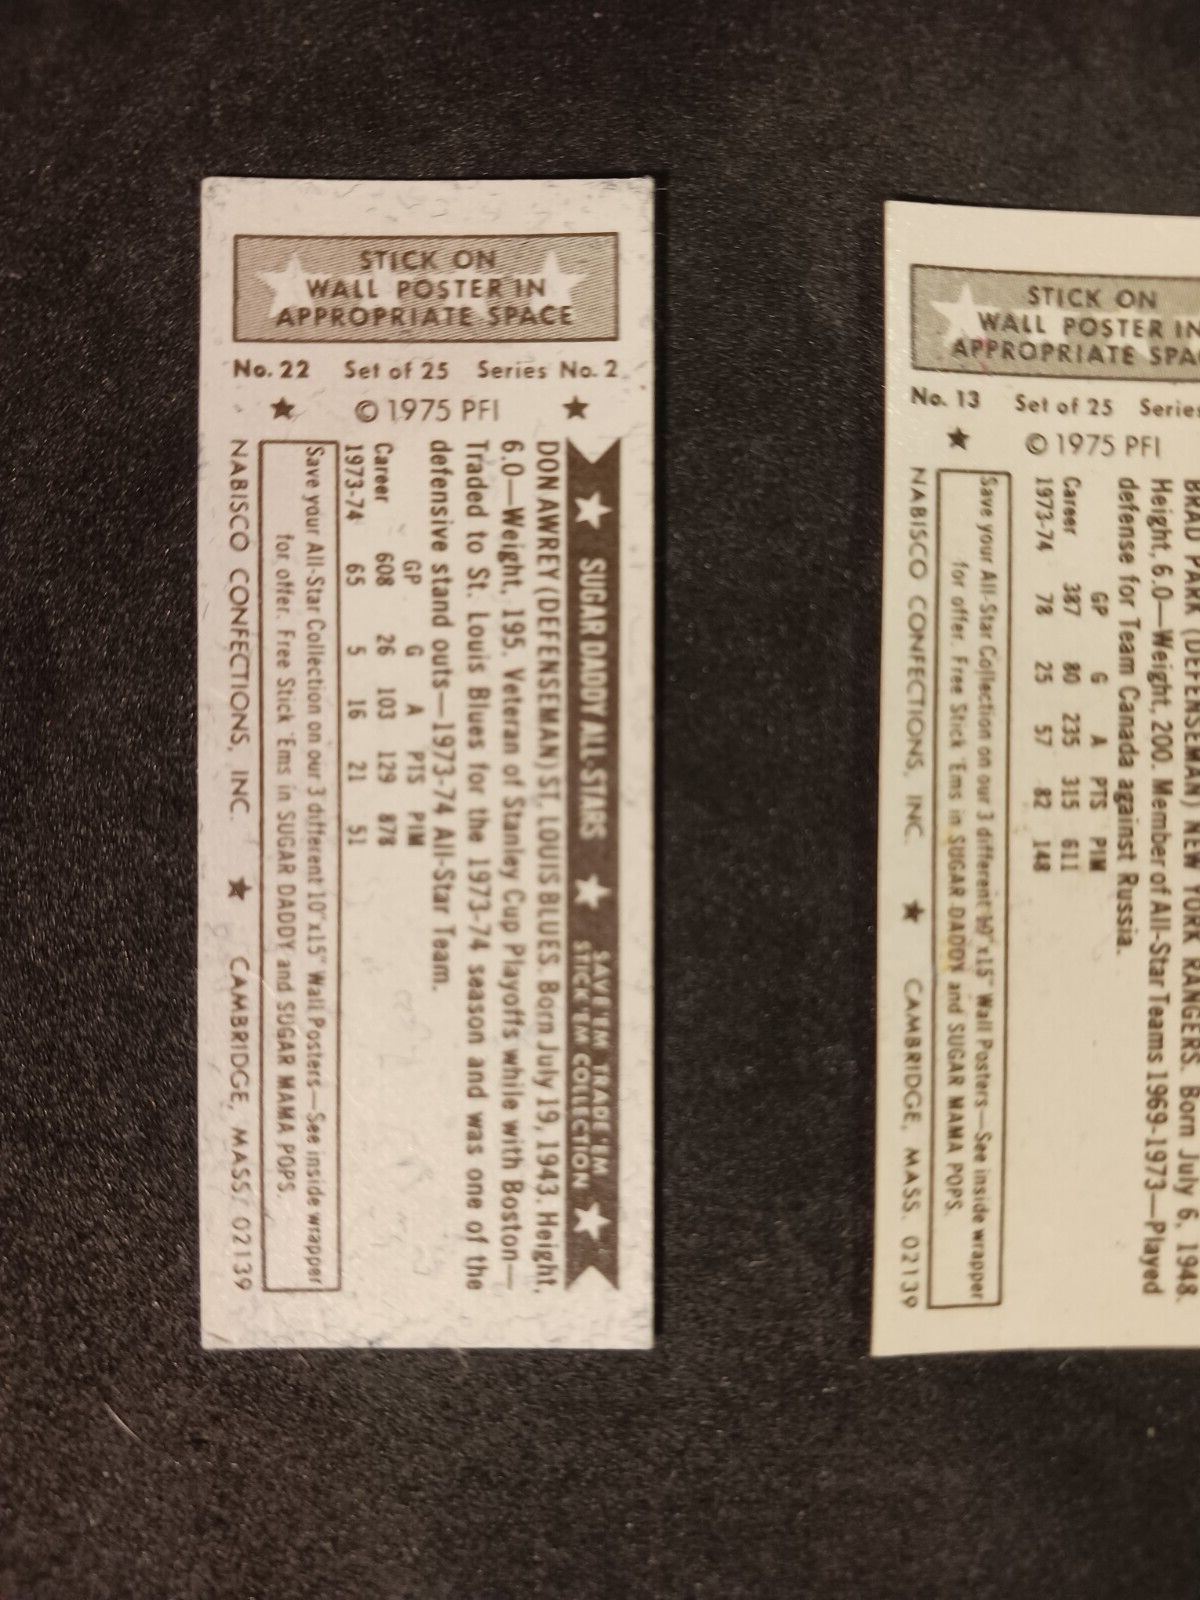 STICK ON
WALL POSTER IN
APPROPRIATE SPACE
No. 22 Set of 25 Series No. 2
© 1975 PFI
SUGAR DADDY ALL-STARS
SAVE 'EM TRADE 'EM
STICK 'EM COLLECTION
DON AWREY (DEFENSEMAN) ST. LOUIS BLUES. Born July 19, 1943. Height,
6.0—Weight, 195. Veteran of Stanley Cup Playoffs while with Boston—
Traded to St. Louis Blues for the 1973-74 season and was one of the
defensive stand outs—1973-74 All-Star Team.
GP G A PTS PIM
Career 608 26 103 129 878
1973-74 65 5 16 21 51
Save your All-Star Collection on our 3 different 10"x15" Wall Posters—See inside wrapper
for offer. Free Stick 'Ems in SUGAR DADDY and SUGAR MAMA POPS.
NABISCO CONFECTIONS, INC. ★ CAMBRIDGE, MASS. 02139
STICK ON
WALL POSTER IN
APPROPRIATE SPA
No. 13 Set of 25 Series
© 1975 PFI
BRAD PARK (DEFENSEMAN) NEW YORK RANGERS. Born July 6, 1948.
Height, 6.0—Weight, 200. Member of All-Star Teams 1969-1973—Played
defense for Team Canada against Russia.
GP G A PTS PIM
Career 387 80 235 315 611
1973-74 78 25 57 82 148
Save your All-Star Collection on our 3 different 10"x15" Wall Posters—See inside wrapper
for offer. Free Stick 'Ems in SUGAR DADDY and SUGAR MAMA POPS.
NABISCO CONFECTIONS, INC. ★ CAMBRIDGE, MASS. 02139